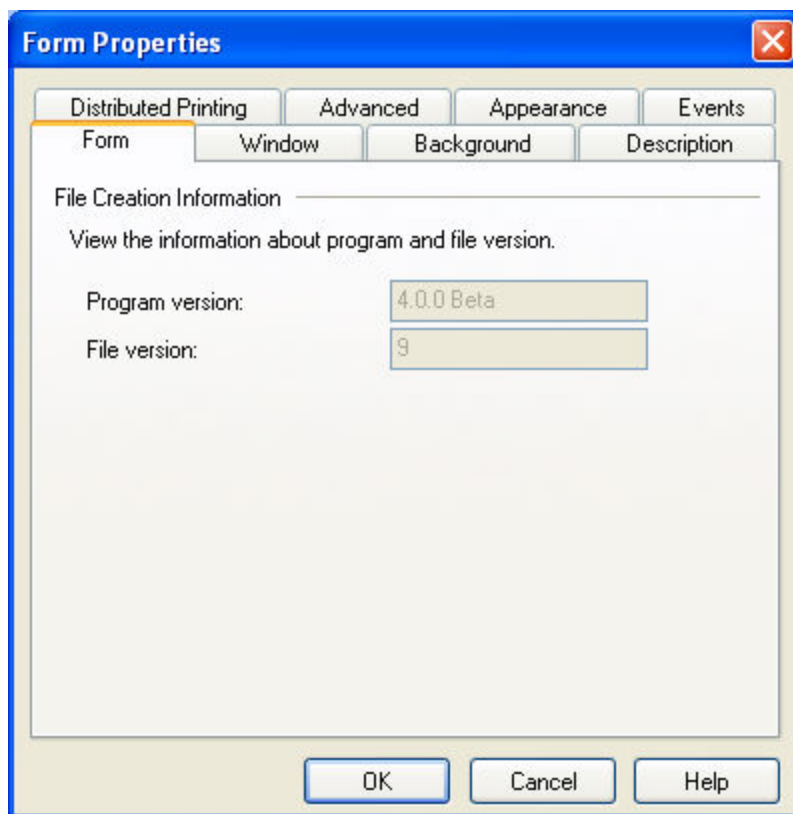 Form Properties
Distributed Printing Advanced Appearance Events
Form Window Background Description
File Creation Information
View the information about program and file version.
Program version: 4.0.0 Beta
File version: 9
OK Cancel Help